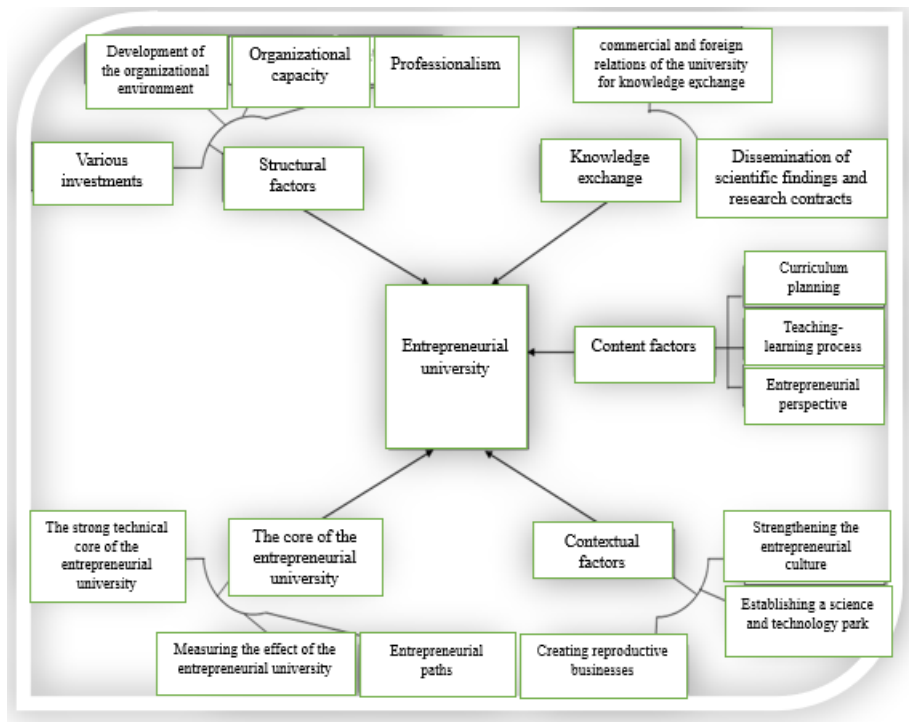 Development of
the organizational
environment
Organizational
capacity
Professionalism
commercial and foreign
relations of the university
for knowledge exchange
Various
investments
Structural
factors
Knowledge
exchange
Dissemination of
scientific findings and
research contracts
Entrepreneurial
university
Content factors
Curriculum
planning
Teaching-
learning process
Entrepreneurial
perspective
The strong technical
core of the
entrepreneurial
university
The core of the
entrepreneurial
university
Contextual
factors
Strengthening the
entrepreneurial
culture
Establishing a science
and technology park
Measuring the effect of the
entrepreneurial university
Entrepreneurial
paths
Creating reproductive
businesses